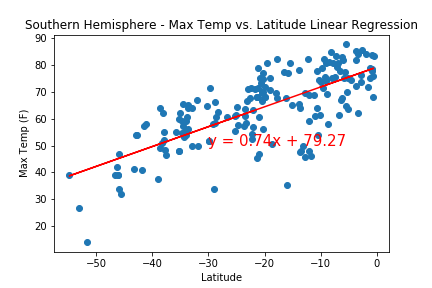 Southern Hemisphere - Max Temp vs. Latitude Linear Regression
Max Temp (F)
90
80
70
60
50
40
30
20
y = 0.74x + 79.27
−50 −40 −30 −20 −10 0
Latitude